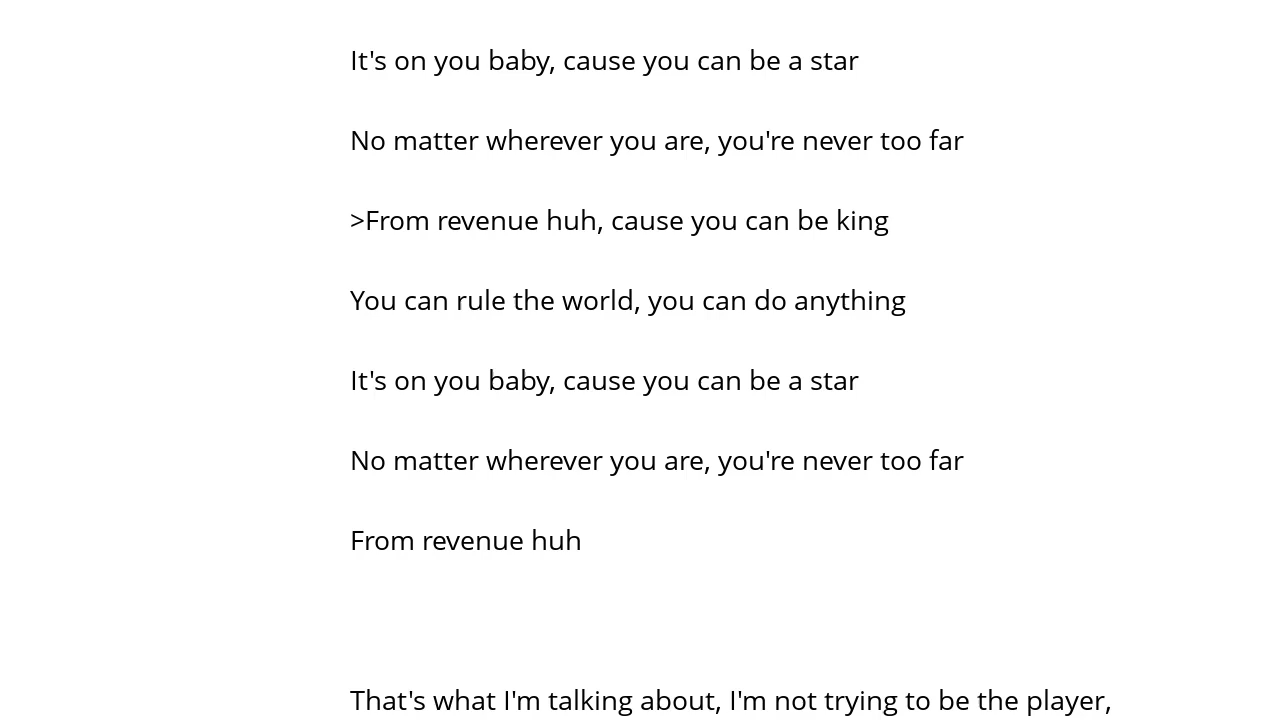 It's on you baby, cause you can be a star
No matter wherever you are, you're never too far
>From revenue huh, cause you can be king
You can rule the world, you can do anything
It's on you baby, cause you can be a star
No matter wherever you are, you're never too far
From revenue huh
That's what I'm talking about, I'm not trying to be the player,